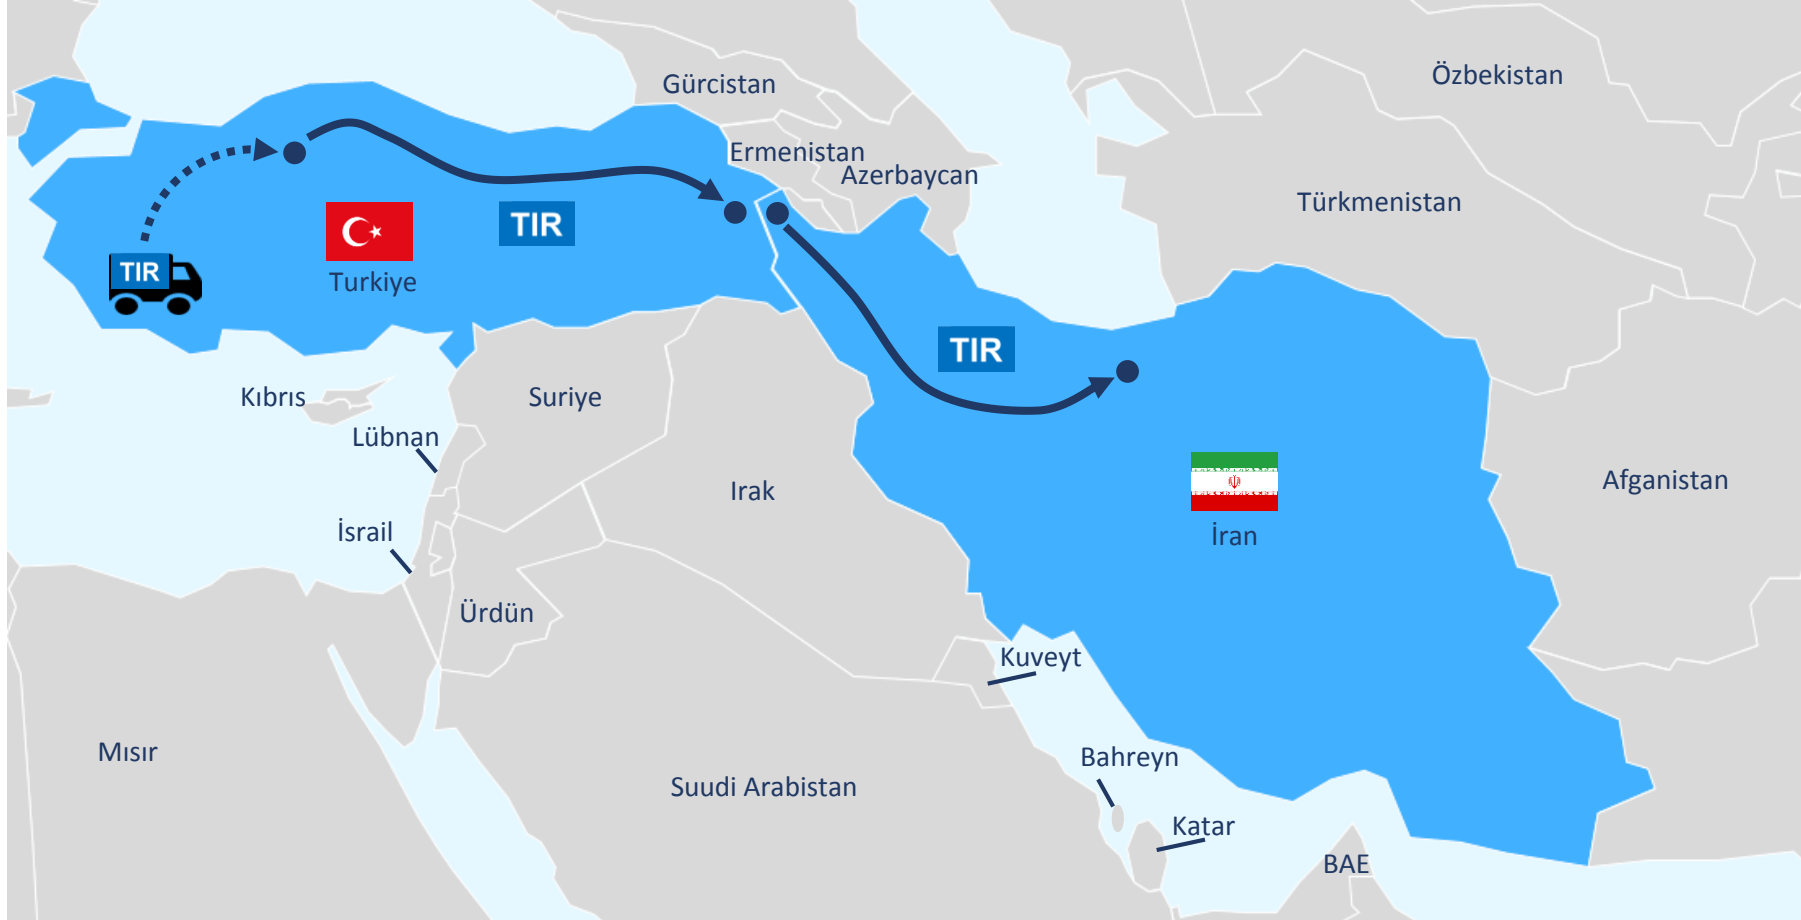 Gürcistan
Özbekistan
Ermenistan
Azerbaycan
Türkmenistan
TIR
TIR
Turkiye
TIR
Kıbrıs
Suriye
Lübnan
Irak
Afganistan
İsrail
İran
Ürdün
Kuveyt
Mısır
Bahreyn
Suudi Arabistan
Katar
BAE